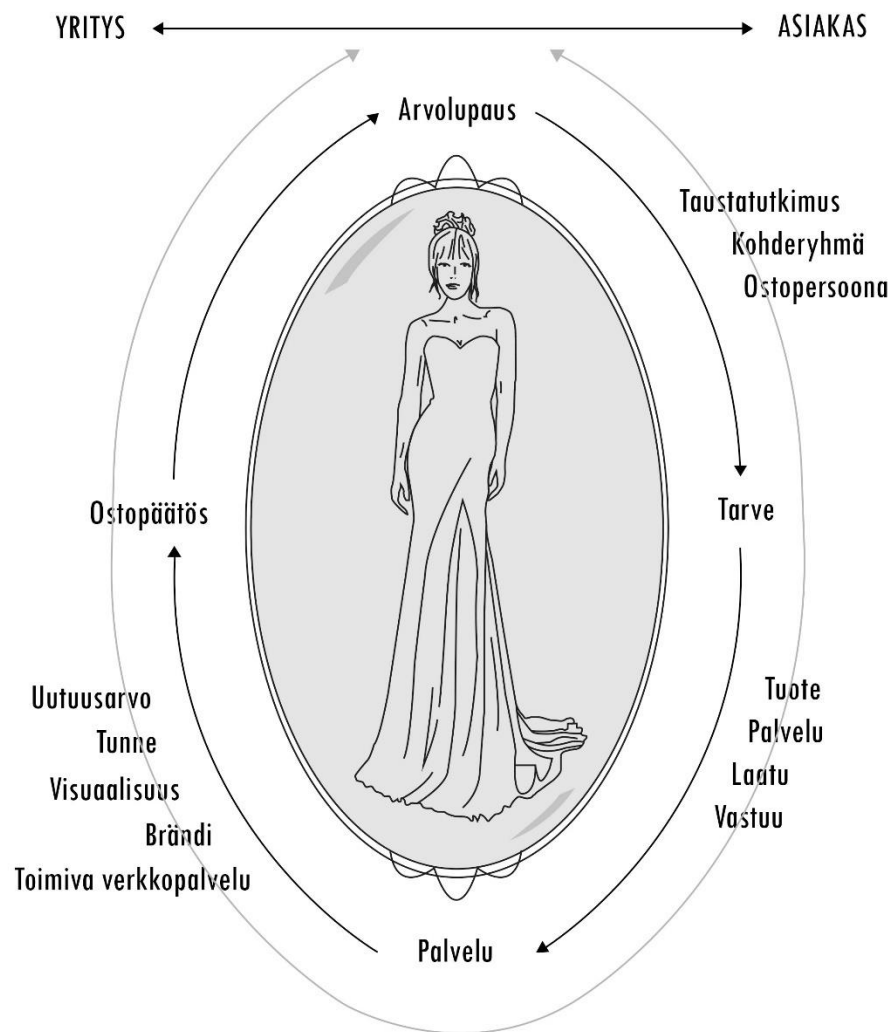 YRITYS
ASIAKAS
Arvolupaus
Taustatutkimus
Kohderyhmä
Ostopersoona
Ostopäätös
Tarve
Uutuusarvo
Tunne
Visuaalisuus
Brändi
Toimiva verkkopalvelu
Tuote
Palvelu
Laatu
Vastuu
Palvelu